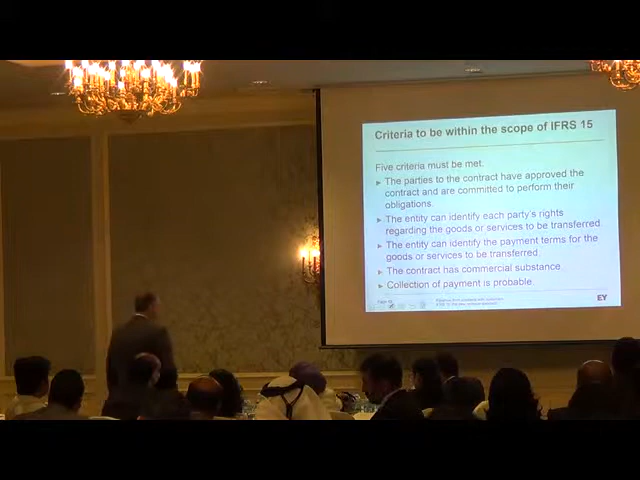 Criteria to be within the scope of IFRS 15
Five criteria must be met.
The parties to the contract have approved the
contract and are committed to perform their
obligations.
The entity can identify each party's rights
regarding the goods or services to be transferred.
The entity can identify the payment terms for the
goods or services to be transferred.
The contract has commercial substance
Collection of payment is probable.
EY